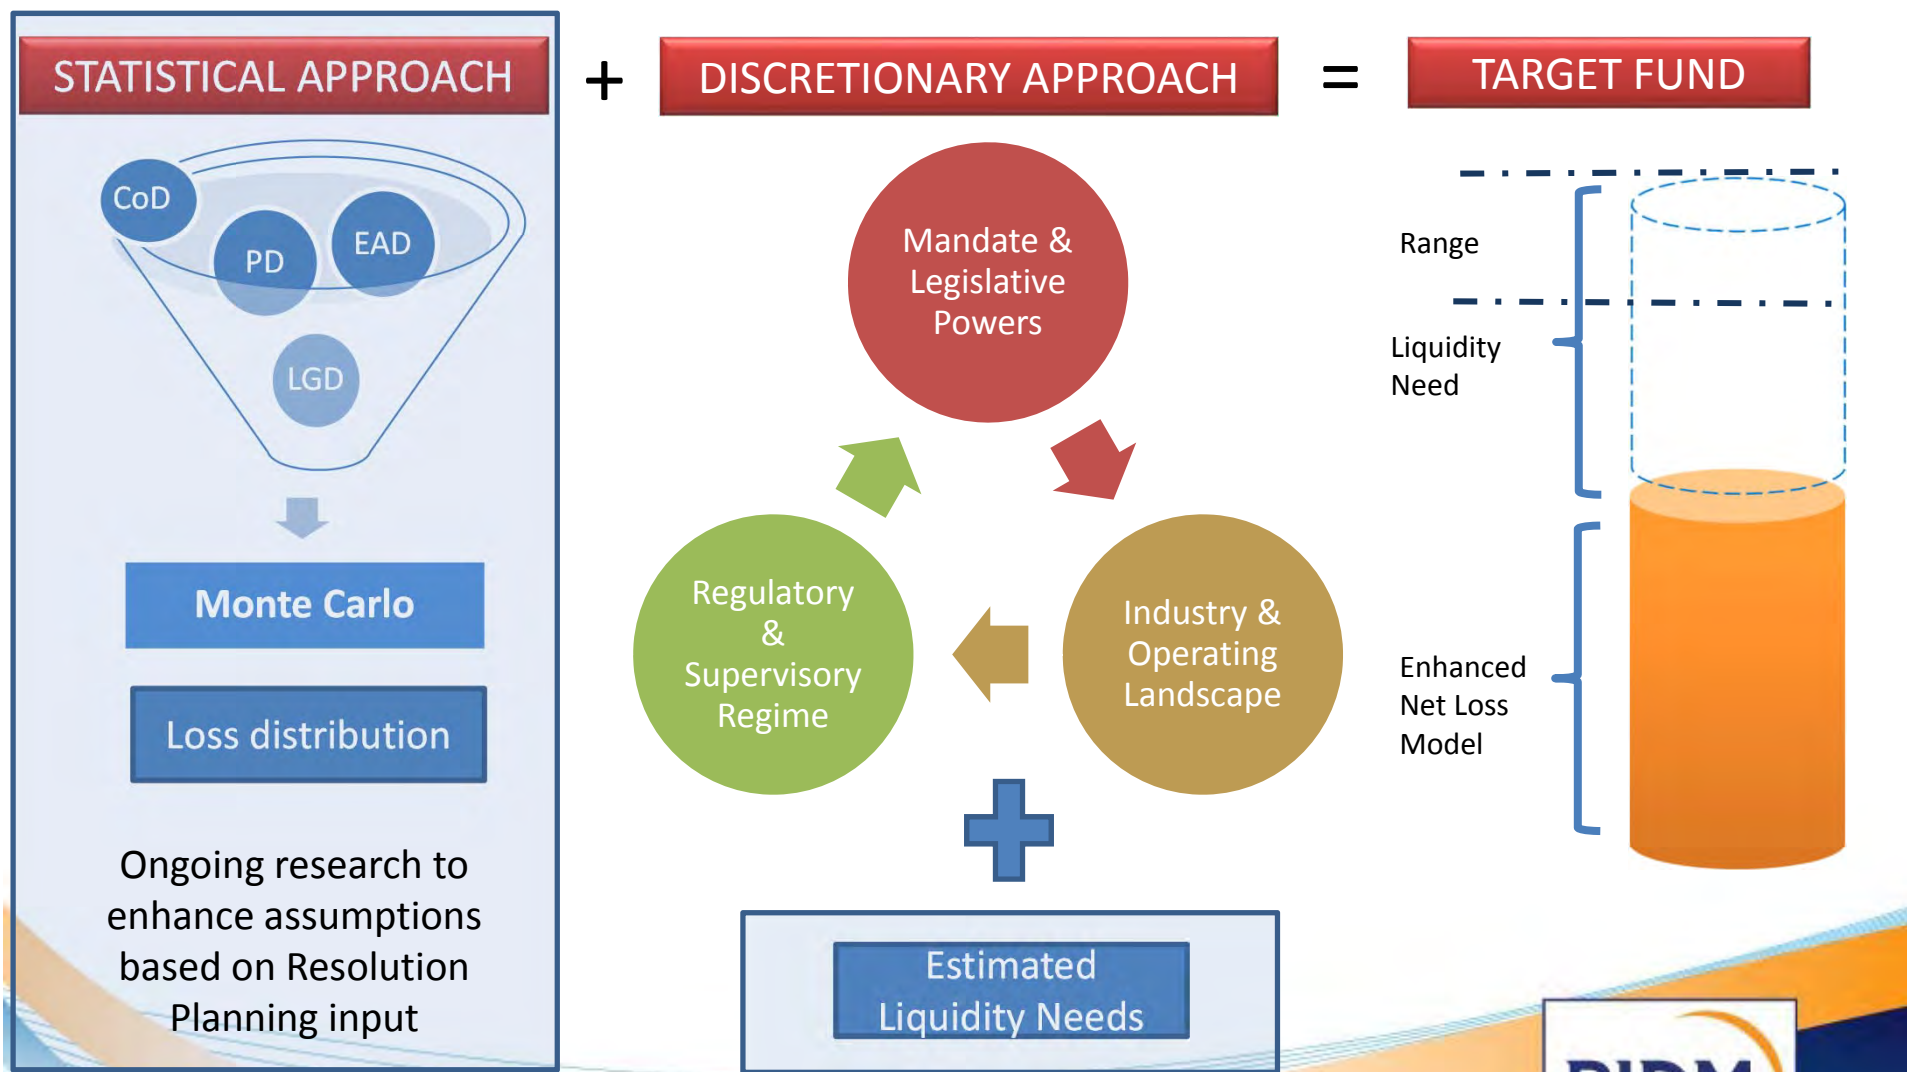 STATISTICAL APPROACH
+
DISCRETIONARY APPROACH
=
TARGET FUND
CoD
PD
EAD
LGD
Monte Carlo
Loss distribution
Ongoing research to
enhance assumptions
based on Resolution
Planning input
Mandate &
Legislative
Powers
Industry &
Operating
Landscape
Regulatory
&
Supervisory
Regime
Estimated
Liquidity Needs
Range
Liquidity
Need
Enhanced
Net Loss
Model
PIDM